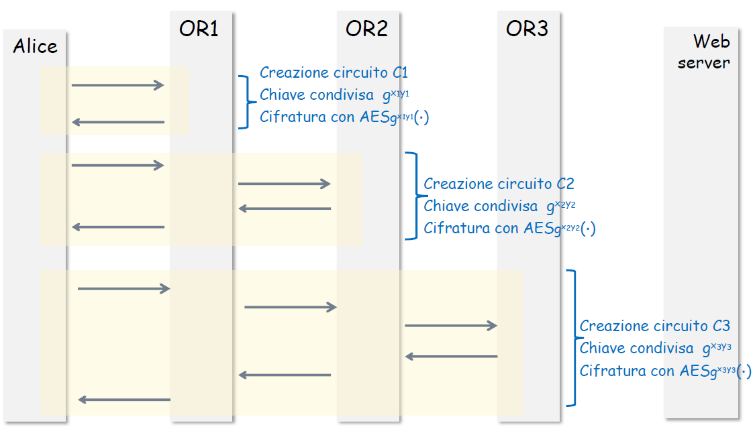 Alice
OR1
OR2
OR3
Web
server
Creazione circuito C1
Chiave condivisa gˣ¹ʸ¹
Cifratura con AESgˣ¹ʸ¹(·)
Creazione circuito C2
Chiave condivisa gˣ²ʸ²
Cifratura con AESgˣ²ʸ²(·)
Creazione circuito C3
Chiave condivisa gˣ³ʸ³
Cifratura con AESgˣ³ʸ³(·)